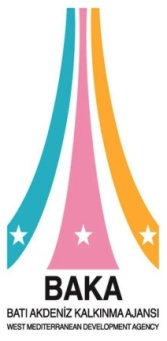 BAKA
BATI AKDENİZ KALKINMA AJANSI
WEST MEDITERRANEAN DEVELOPMENT AGENCY